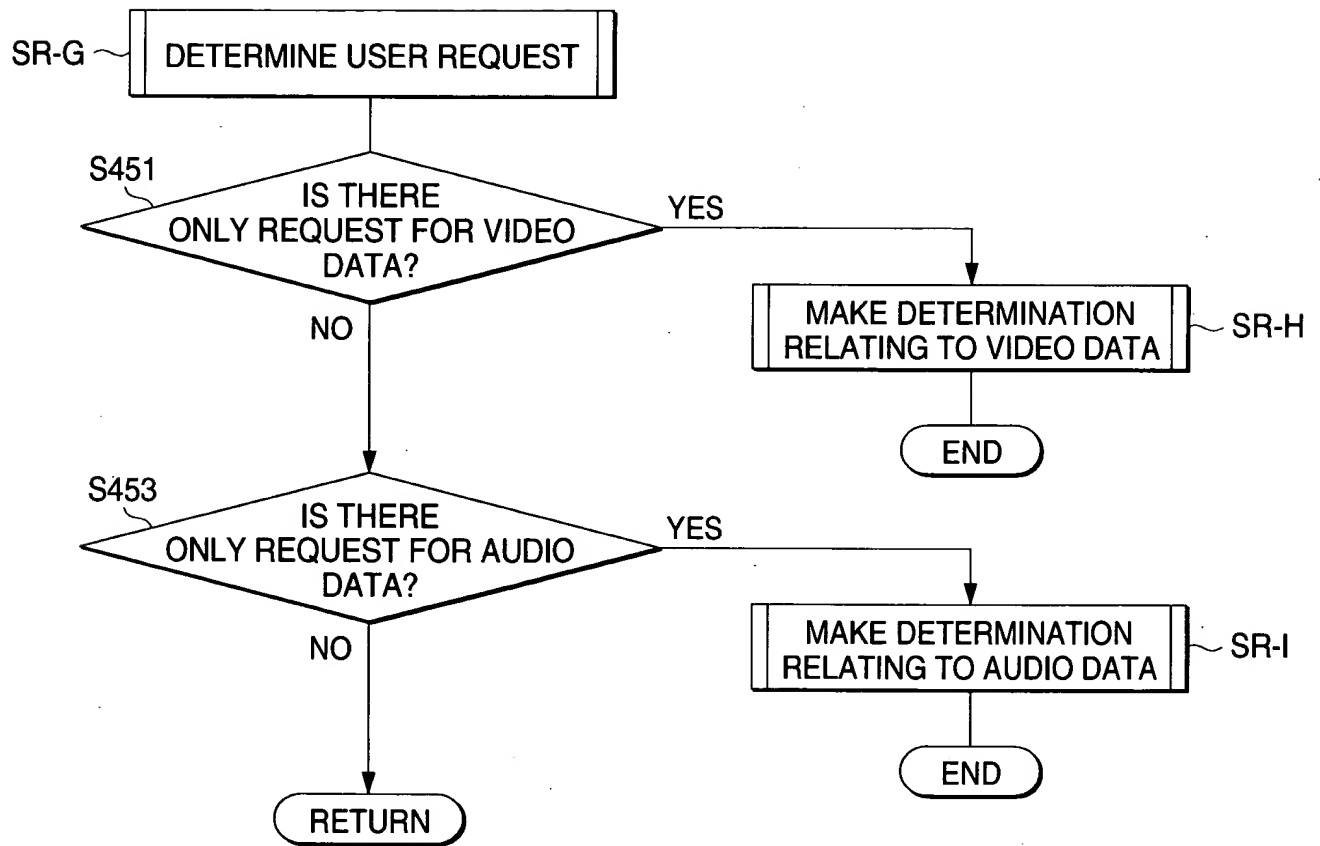 SR-G
DETERMINE USER REQUEST
S451
IS THERE
ONLY REQUEST FOR VIDEO
DATA?
YES
NO
MAKE DETERMINATION
RELATING TO VIDEO DATA
SR-H
END
S453
IS THERE
ONLY REQUEST FOR AUDIO
DATA?
YES
NO
MAKE DETERMINATION
RELATING TO AUDIO DATA
SR-I
END
RETURN